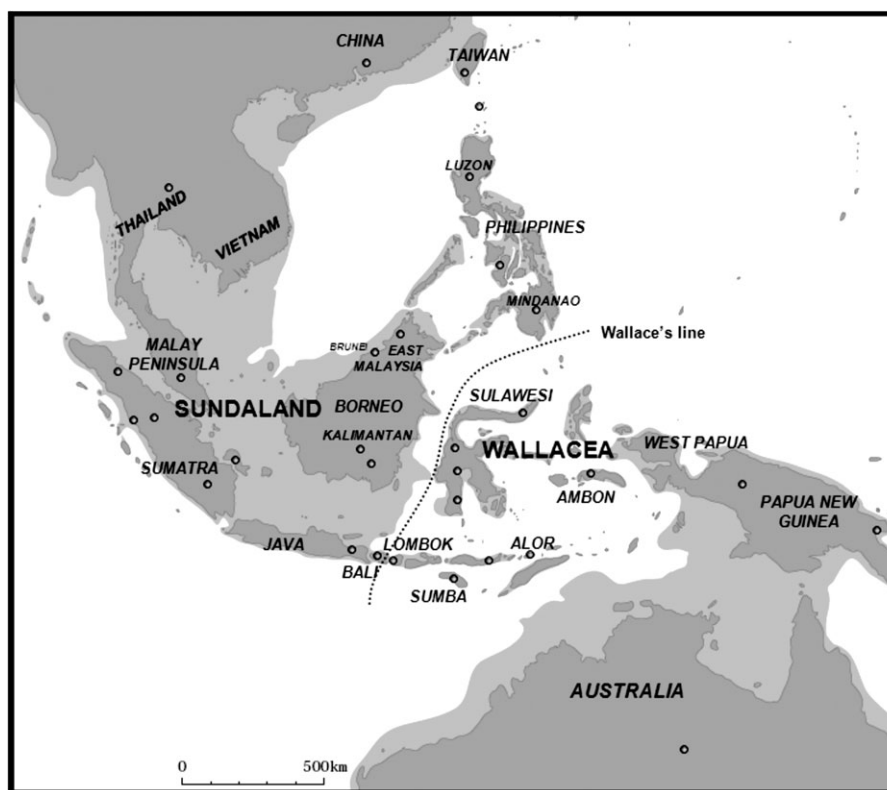 CHINA
TAIWAN
LUZON
THAILAND
VIETNAM
PHILIPPINES
MINDANAO
Wallace's line
BRUNEI
EAST
MALAYSIA
MALAY
PENINSULA
SULAWESI
SUNDALAND
BORNEO
KALIMANTAN
WALLACEA
WEST PAPUA
SUMATRA
AMBON
PAPUA NEW
GUINEA
JAVA
LOMBOK
ALOR
BALI
SUMBA
AUSTRALIA
0
500km